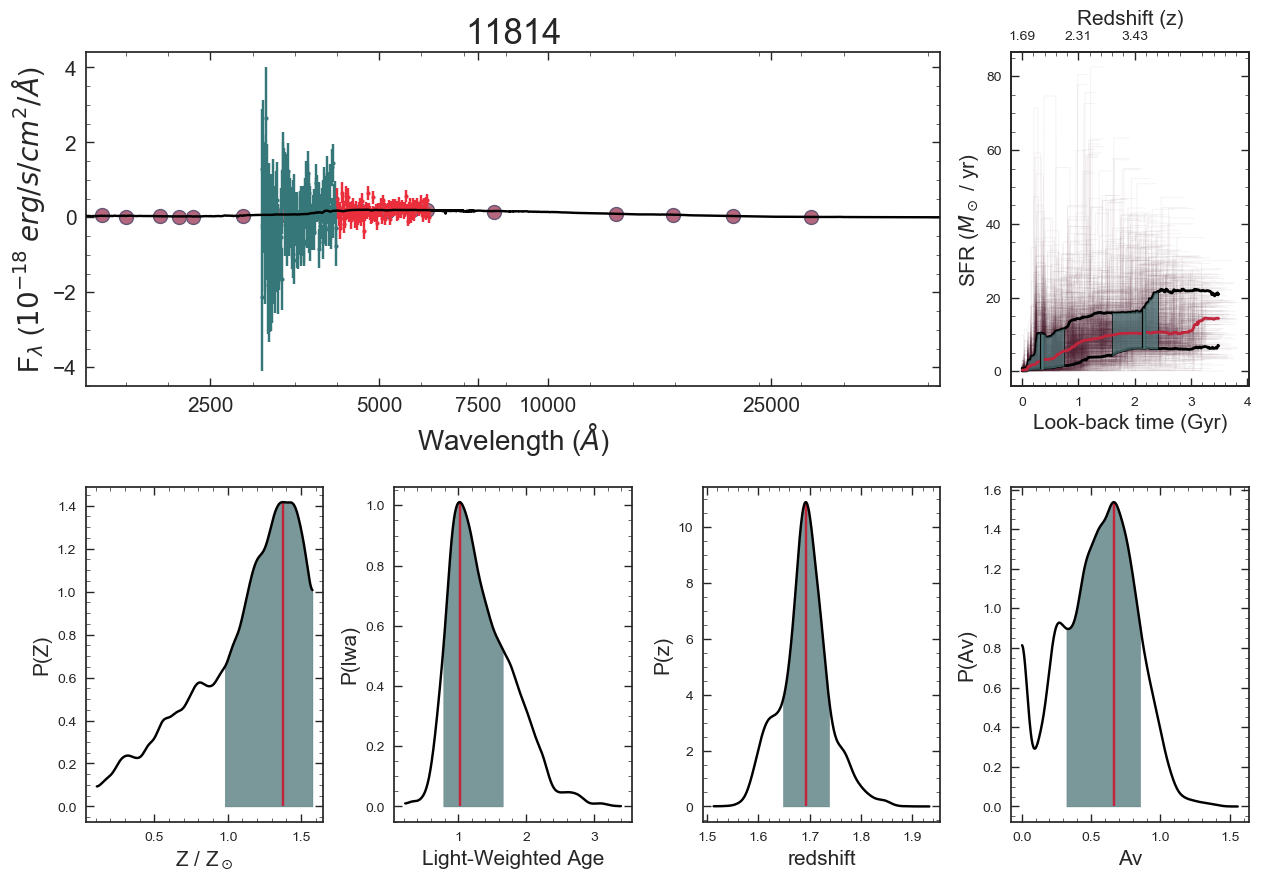 11814
F_λ (10^-18 erg/s/cm^2/Å)
4
2
0
−2
−4
2500 5000 7500 10000 25000
Wavelength (Å)
Redshift (z)
1.69 2.31 3.43
SFR (M_⊙ / yr)
80
60
40
20
0
0 1 2 3 4
Look-back time (Gyr)
P(Z)
1.4
1.2
1.0
0.8
0.6
0.4
0.2
0.0
0.5 1.0 1.5
Z / Z_⊙
P(lwa)
1.0
0.8
0.6
0.4
0.2
0.0
1 2 3
Light-Weighted Age
P(z)
10
8
6
4
2
0
1.5 1.6 1.7 1.8 1.9
redshift
P(Av)
1.6
1.4
1.2
1.0
0.8
0.6
0.4
0.2
0.0
0.0 0.5 1.0 1.5
Av